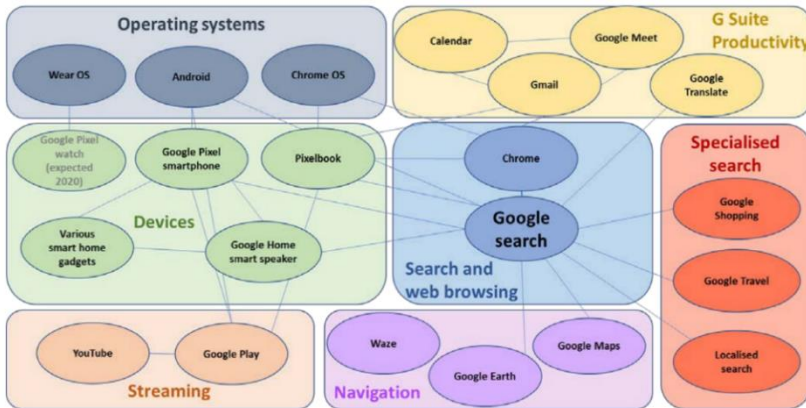 Operating systems
Wear OS
Android
Chrome OS
G Suite
Productivity
Calendar
Google Meet
Gmail
Google
Translate
Google Pixel
watch
(expected
2020)
Google Pixel
smartphone
Pixelbook
Devices
Various
smart home
gadgets
Google Home
smart speaker
Chrome
Google
search
Search and
web browsing
Specialised
search
Google
Shopping
Google Travel
Localised
search
YouTube
Google Play
Streaming
Waze
Google Earth
Google Maps
Navigation